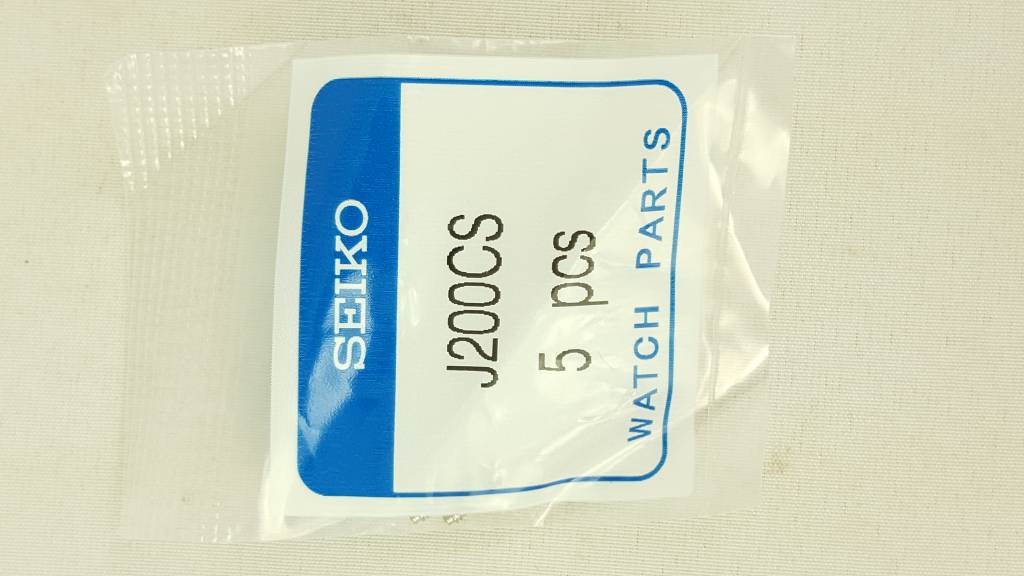 SEIKO
J200CS
5 pcs
WATCH PARTS